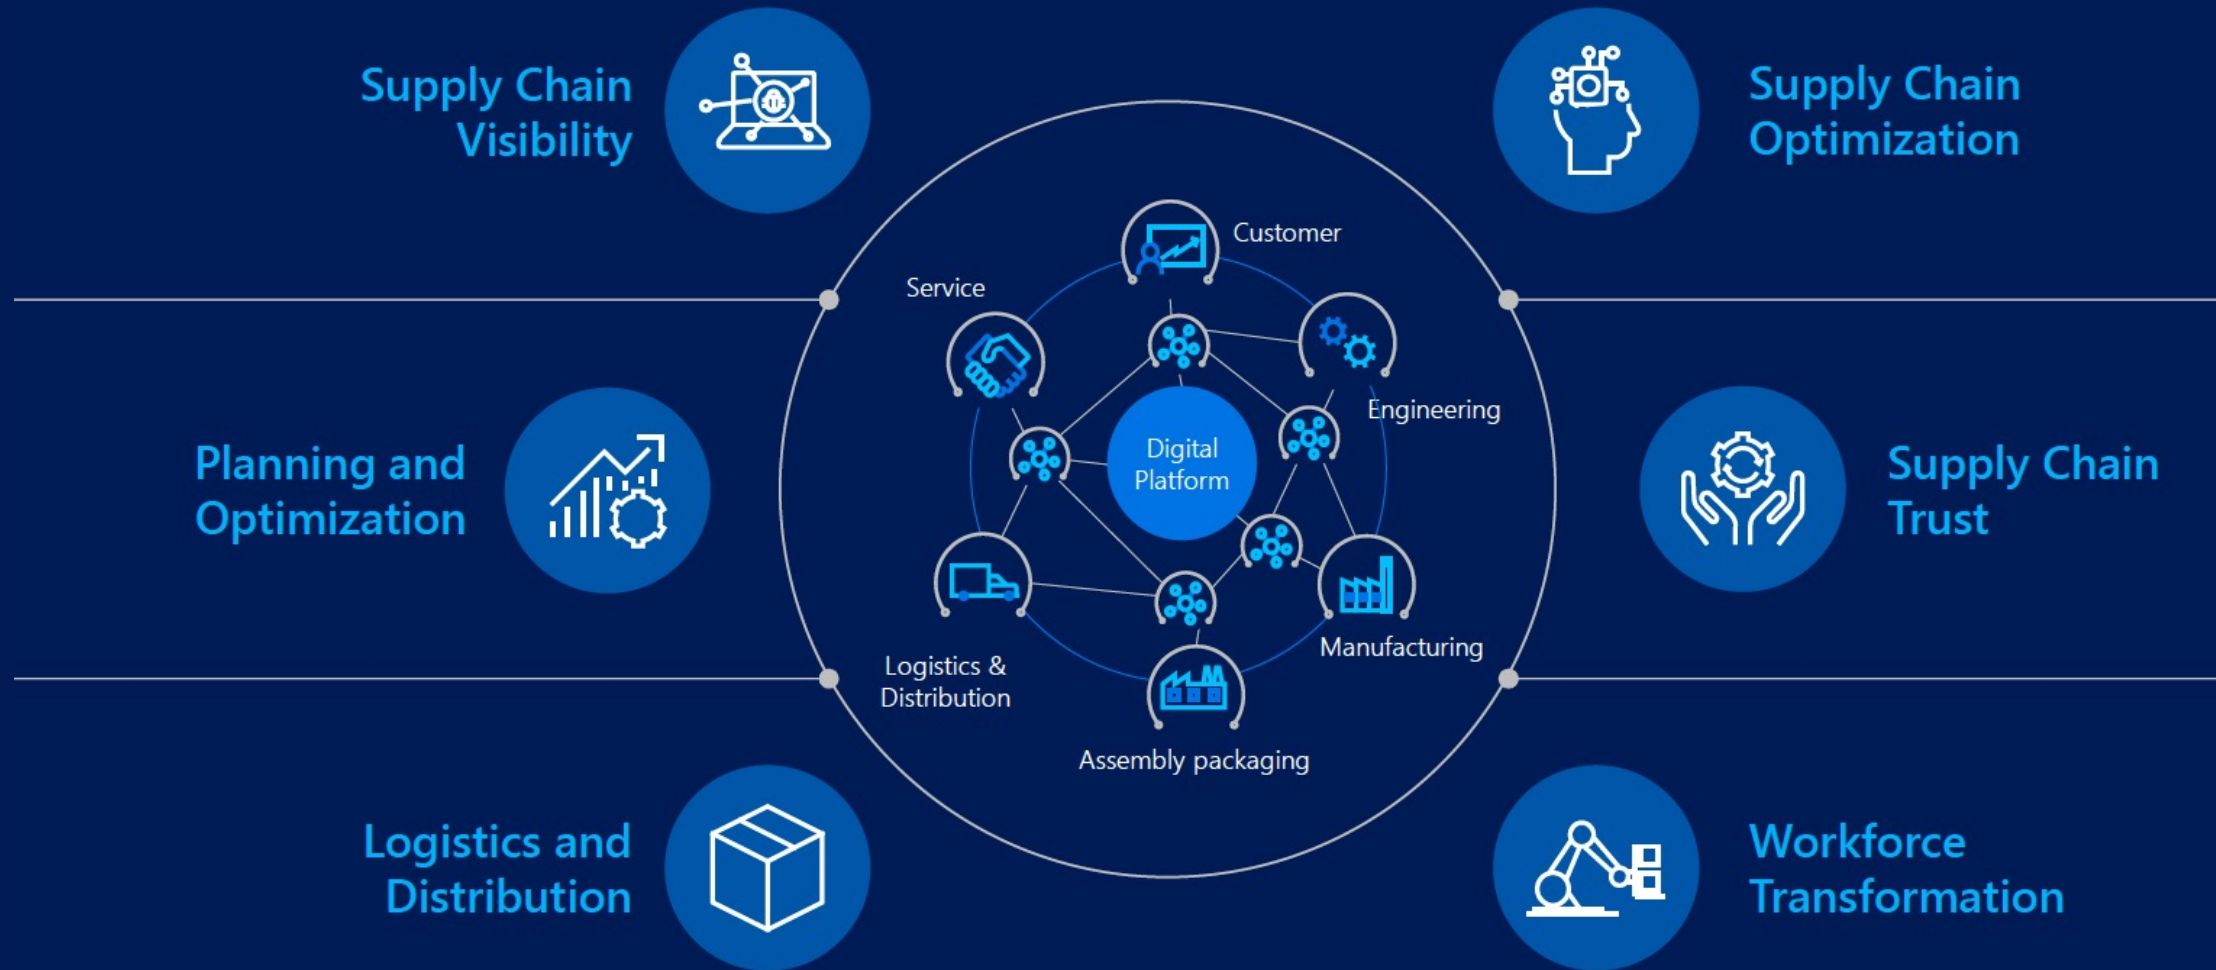 Supply Chain
Visibility
Supply Chain
Optimization
Customer
Service
Engineering
Digital
Platform
Planning and
Optimization
Supply Chain
Trust
Manufacturing
Logistics &
Distribution
Assembly packaging
Logistics and
Distribution
Workforce
Transformation